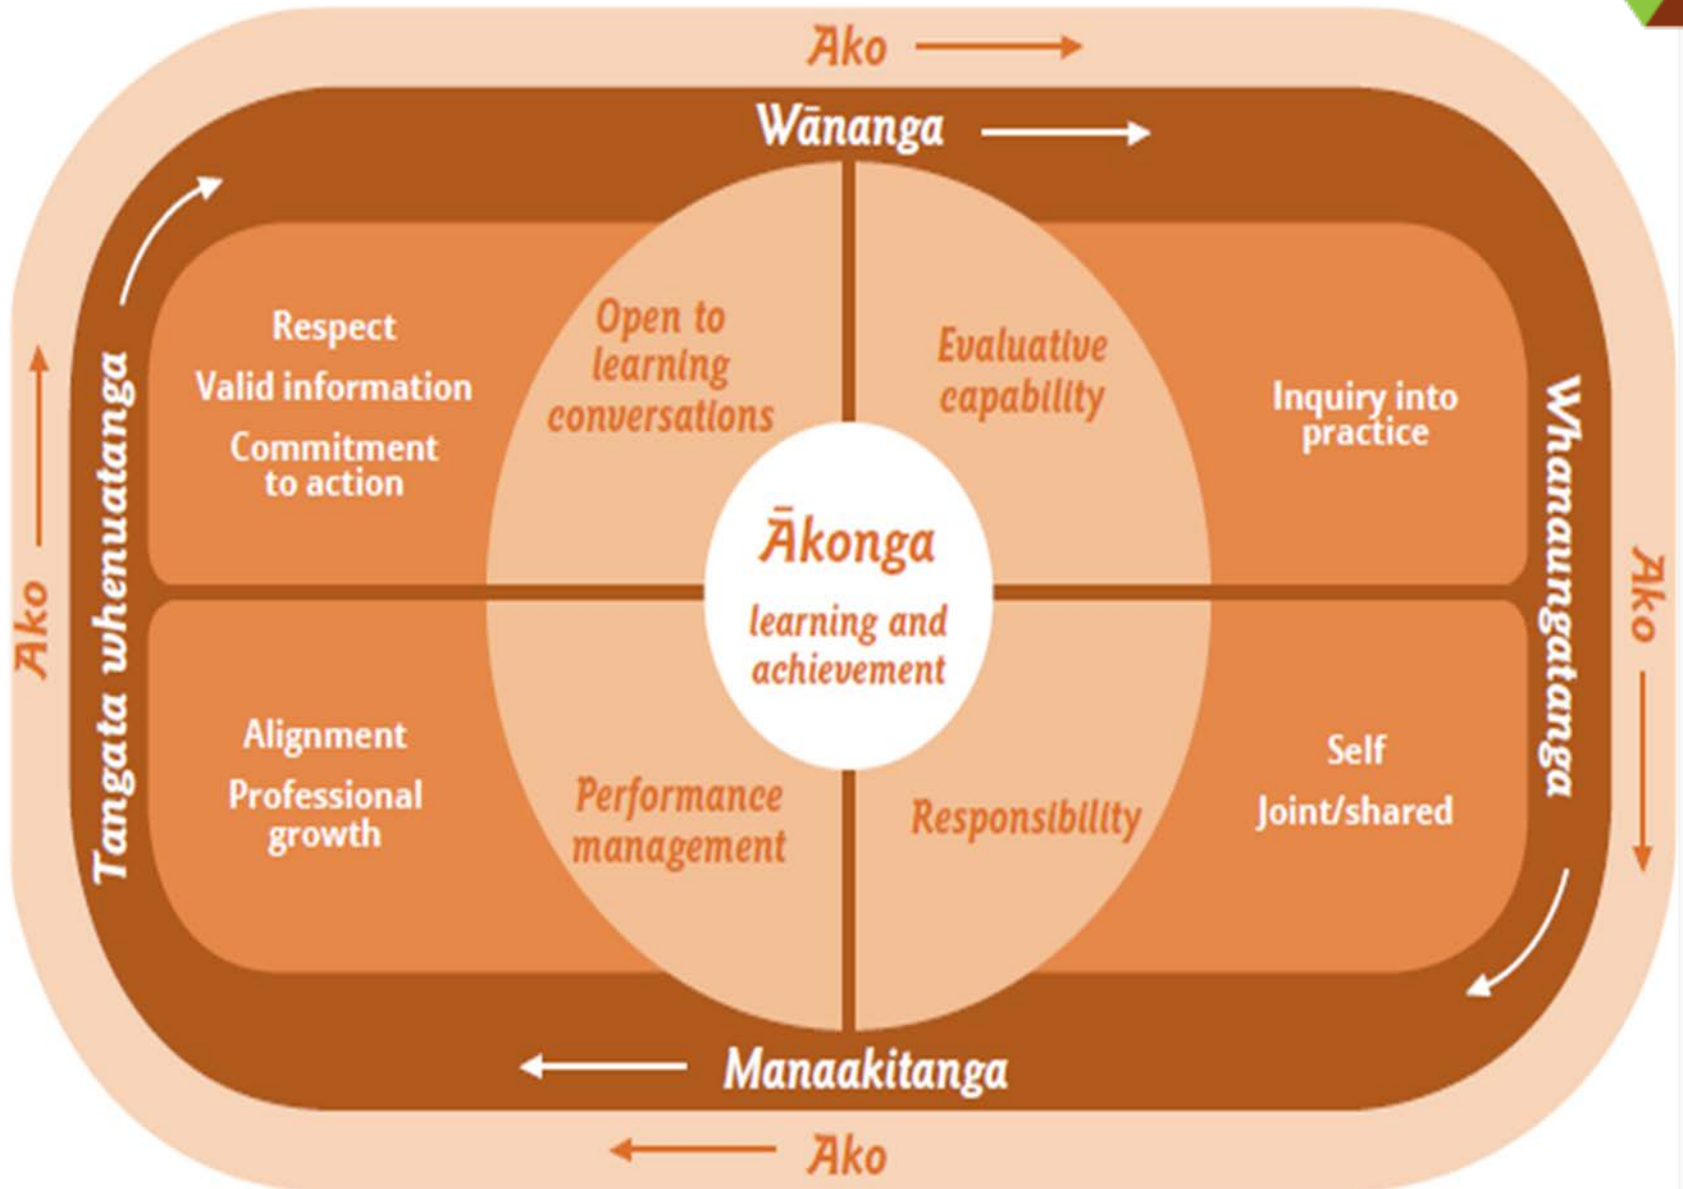 Ako
Wānanga
Tangata whenuatanga
Ako
Respect
Valid information
Commitment
to action
Open to
learning
conversations
Evaluative
capability
Inquiry into
practice
Whanaungatanga
Ako
Ākonga
learning and
achievement
Alignment
Professional
growth
Performance
management
Responsibility
Self
Joint/shared
Manaakitanga
Ako